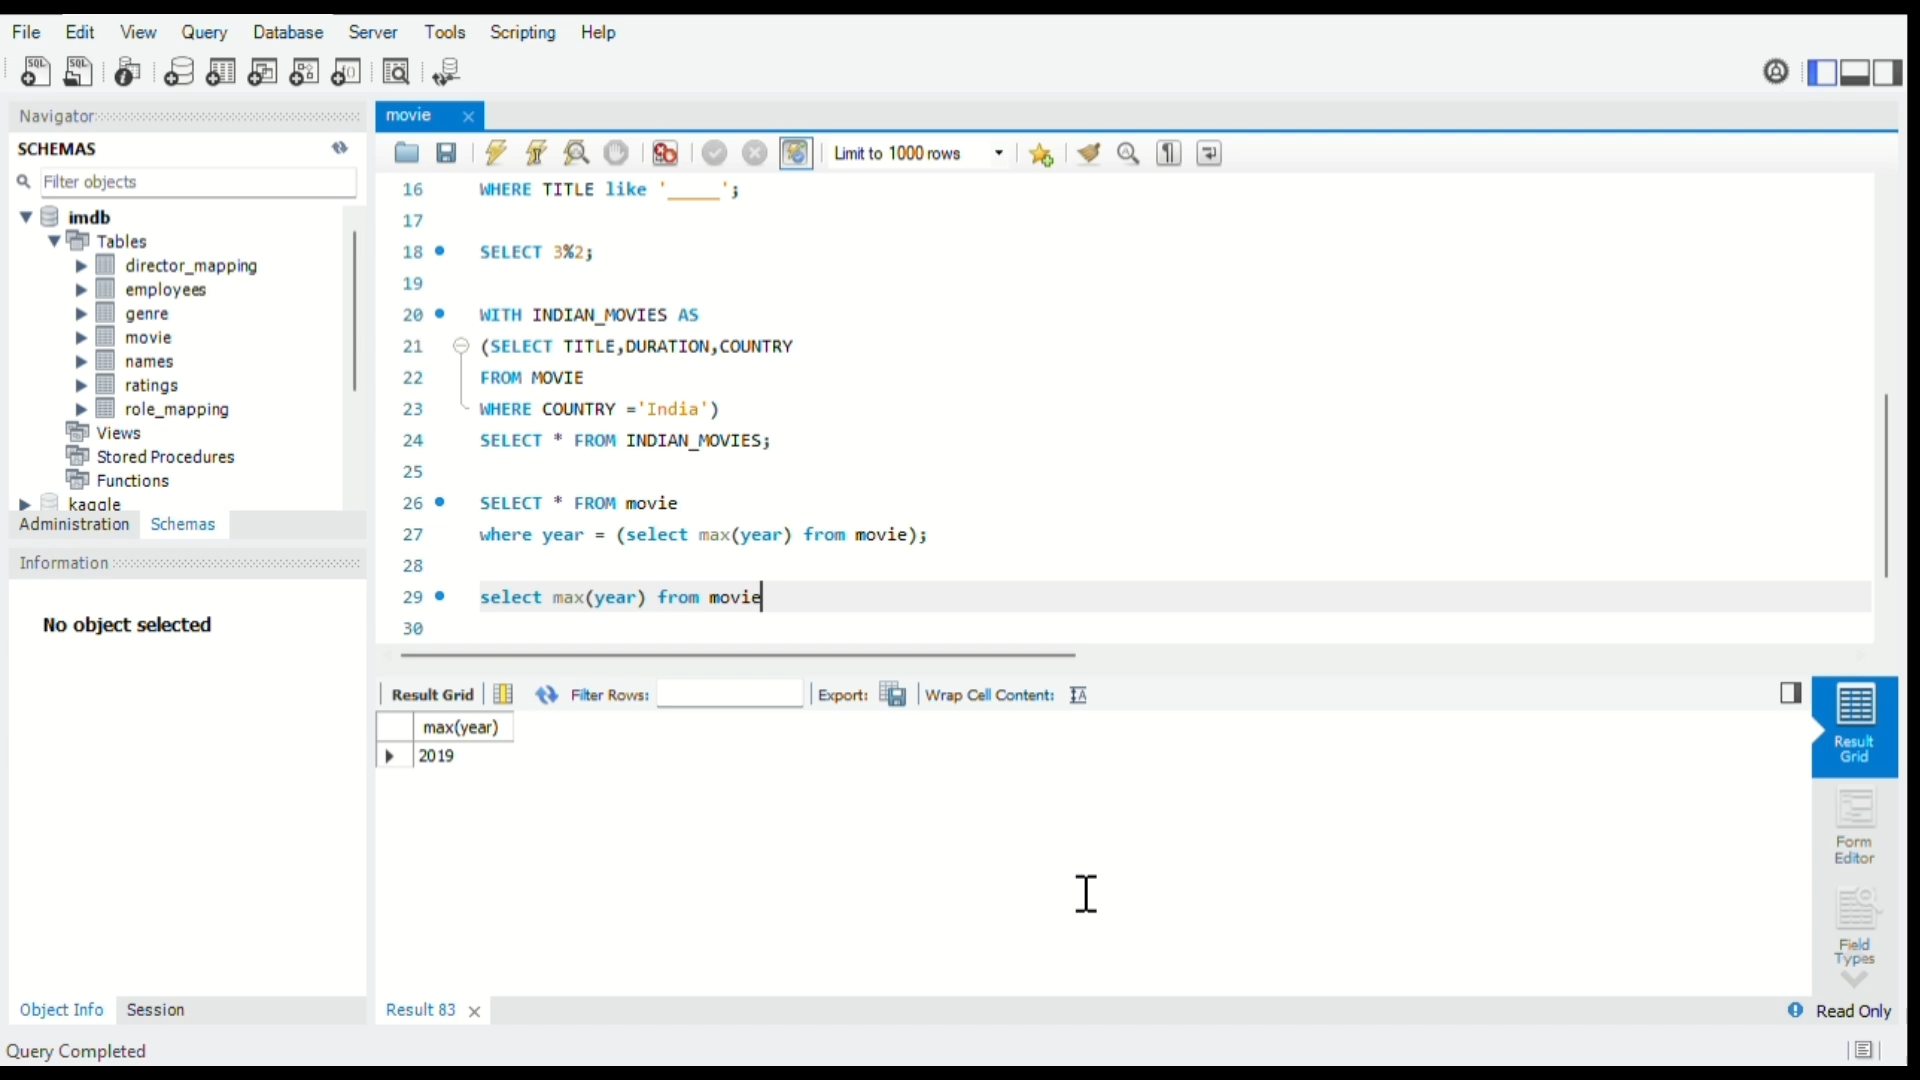 File Edit View Query Database Server Tools Scripting Help
Navigator
SCHEMAS
Filter objects
imdb
Tables
director_mapping
employees
genre
movie
names
ratings
role_mapping
Views
Stored Procedures
Functions
kaggle
Administration Schemas
Information
No object selected
Object Info Session
movie
Limit to 1000 rows
16 WHERE TITLE like '_____';
17
18 SELECT 3%2;
19
20 WITH INDIAN_MOVIES AS
21 (SELECT TITLE,DURATION,COUNTRY
22 FROM MOVIE
23 WHERE COUNTRY ='India')
24 SELECT * FROM INDIAN_MOVIES;
25
26 SELECT * FROM movie
27 where year = (select max(year) from movie);
28
29 select max(year) from movie
30
Result Grid Filter Rows: Export: Wrap Cell Content:
max(year)
2019
Result
Grid
Form
Editor
Field
Types
Result 83
Read Only
Query Completed